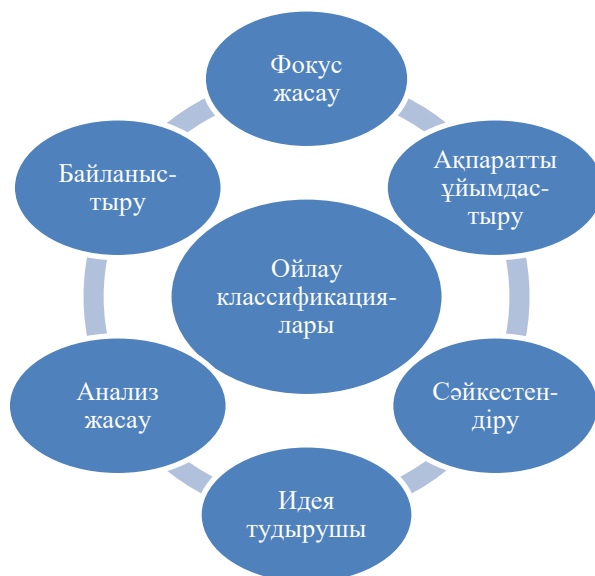 Фокус
жасау
Ақпаратты
ұйымдас-
тыру
Сәйкестен-
діру
Идея
тудырушы
Анализ
жасау
Байланыс-
тыру
Ойлау
классификация-
лары